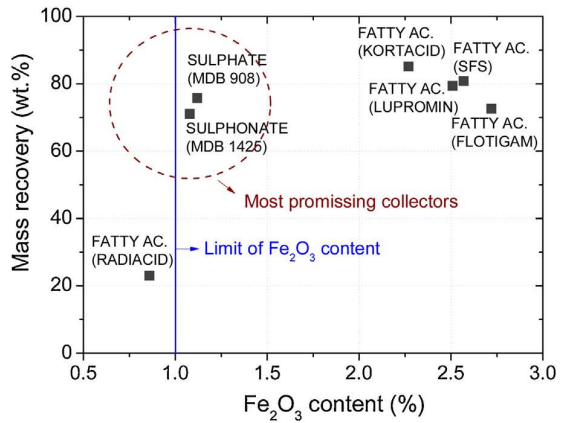 Mass recovery (wt.%)
100
80
60
40
20
0
SULPHATE
(MDB 908)
SULPHONATE
(MDB 1425)
FATTY AC.
(KORTACID)
FATTY AC.
(SFS)
FATTY AC.
(LUPROMIN)
FATTY AC.
(FLOTIGAM)
Most promissing collectors
FATTY AC.
(RADIACID)
Limit of Fe₂O₃ content
0.5 1.0 1.5 2.0 2.5 3.0
Fe₂O₃ content (%)